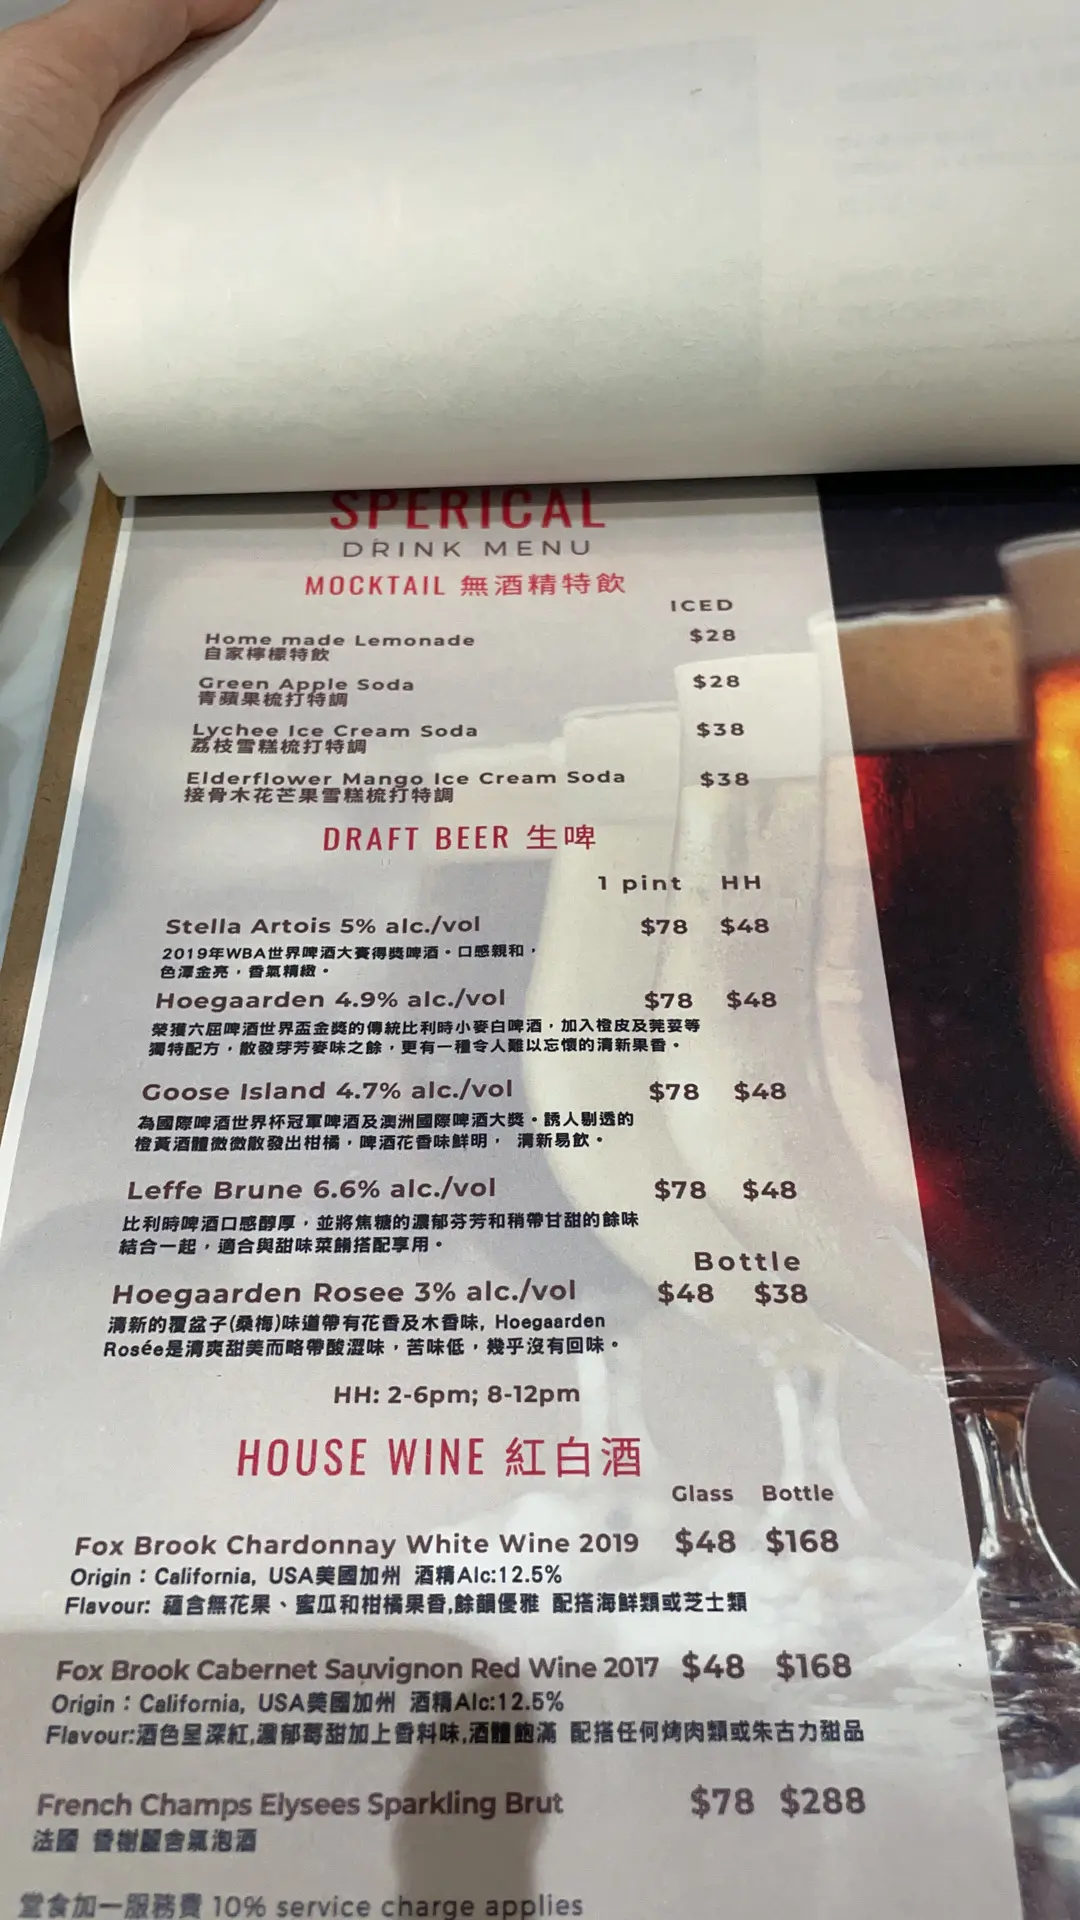 SPERICAL
DRINK MENU
MOCKTAIL 無酒精特飲
ICED
Home made Lemonade $28
自家檸檬特飲
Green Apple Soda $28
青蘋果梳打特調
Lychee Ice Cream Soda $38
荔枝雪糕梳打特調
Elderflower Mango Ice Cream Soda $38
接骨木花芒果雪糕梳打特調
DRAFT BEER 生啤
1 pint HH
Stella Artois 5% alc./vol $78 $48
2019年WBA世界啤酒大賽得獎啤酒。口感親和，
色澤金亮，香氣精緻。
Hoegaarden 4.9% alc./vol $78 $48
榮獲六屆啤酒世界盃金獎的傳統比利時小麥白啤酒，加入橙皮及芫荽等
獨特配方，散發芽芳麥味之餘，更有一種令人難以忘懷的清新果香。
Goose Island 4.7% alc./vol $78 $48
為國際啤酒世界杯冠軍啤酒及澳洲國際啤酒大獎。誘人剔透的
橙黃酒體微微散發出柑橘，啤酒花香味鮮明， 清新易飲。
Leffe Brune 6.6% alc./vol $78 $48
比利時啤酒口感醇厚，並將焦糖的濃郁芬芳和稍帶甘甜的餘味
結合一起，適合與甜味菜餚搭配享用。
Bottle
Hoegaarden Rosee 3% alc./vol $48 $38
清新的覆盆子(桑梅)味道帶有花香及木香味, Hoegaarden
Rosée是清爽甜美而略帶酸澀味，苦味低，幾乎沒有回味。
HH: 2-6pm; 8-12pm
HOUSE WINE 紅白酒
Glass Bottle
Fox Brook Chardonnay White Wine 2019 $48 $168
Origin：California, USA美國加州 酒精Alc:12.5%
Flavour: 蘊含無花果、蜜瓜和柑橘果香,餘韻優雅 配搭海鮮類或芝士類
Fox Brook Cabernet Sauvignon Red Wine 2017 $48 $168
Origin：California, USA美國加州 酒精Alc:12.5%
Flavour:酒色呈深紅,濃郁莓甜加上香料味,酒體飽滿 配搭任何烤肉類或朱古力甜品
French Champs Elysees Sparkling Brut $78 $288
法國 香榭麗舍氣泡酒
堂食加一服務費 10% service charge applies